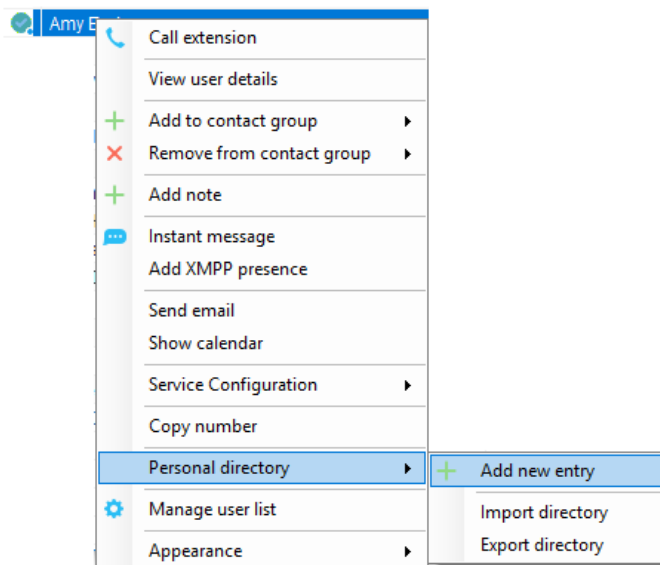 Amy
Call extension
View user details
Add to contact group
Remove from contact group
Add note
Instant message
Add XMPP presence
Send email
Show calendar
Service Configuration
Copy number
Personal directory
Add new entry
Manage user list
Import directory
Export directory
Appearance